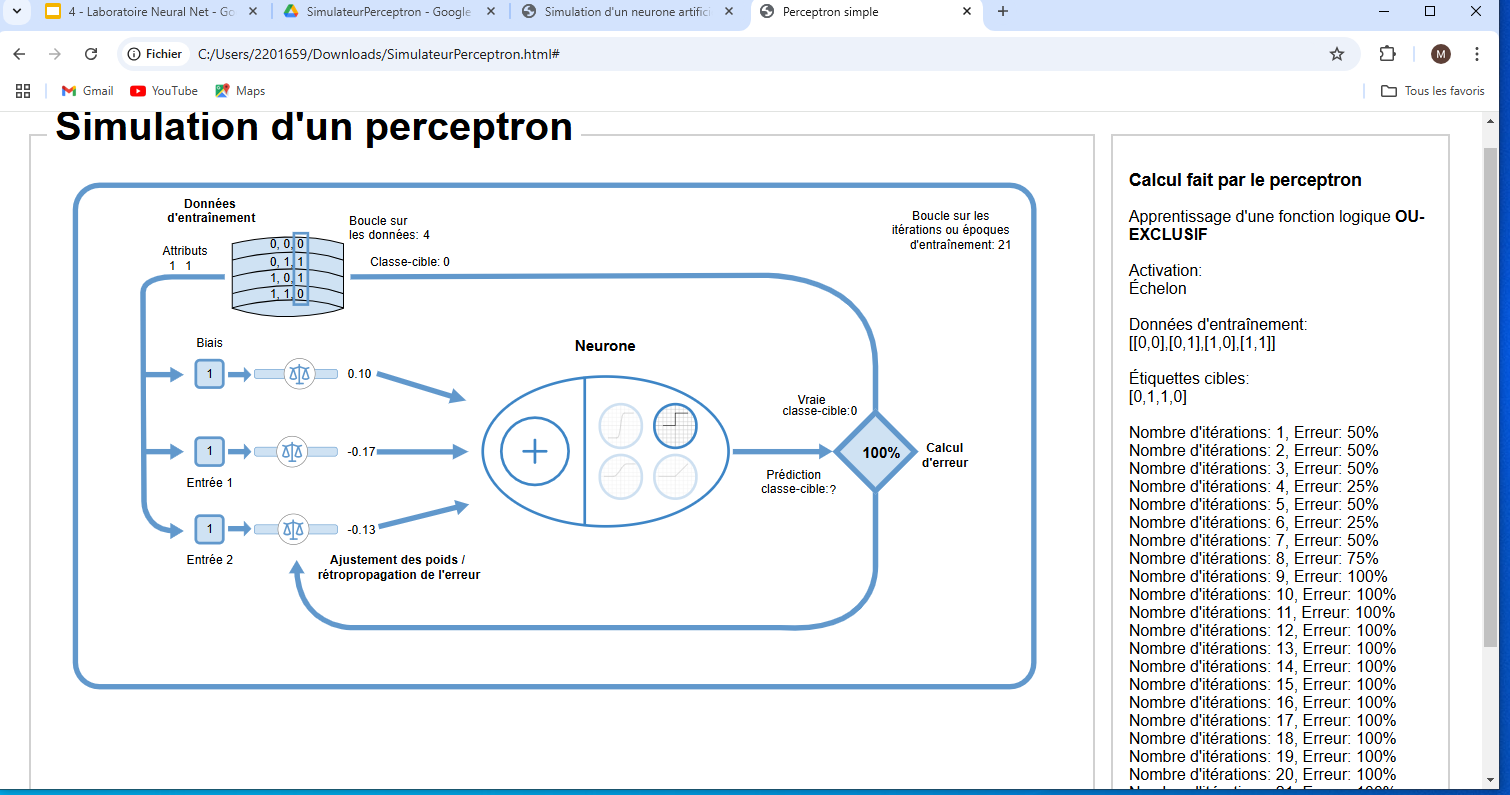 4 - Laboratoire Neural Net - Go
SimulateurPerceptron - Google
Simulation d'un neurone artifici
Perceptron simple
Fichier
C:/Users/2201659/Downloads/SimulateurPerceptron.html#
M
Gmail
YouTube
Maps
Tous les favoris
Simulation d'un perceptron
Données
d'entraînement
Boucle sur
les données: 4
Attributs
1 1
Classe-cible: 0
0, 0, 0
0, 1, 1
1, 0, 1
1, 1, 0
Boucle sur les
itérations ou époques
d'entraînement: 21
Biais
1
0.10
1
-0.17
Entrée 1
1
-0.13
Entrée 2
Neurone
Vraie
classe-cible:0
100%
Calcul
d'erreur
Prédiction
classe-cible:?
Ajustement des poids /
rétropropagation de l'erreur
Calcul fait par le perceptron
Apprentissage d'une fonction logique OU-
EXCLUSIF
Activation:
Échelon
Données d'entraînement:
[[0,0],[0,1],[1,0],[1,1]]
Étiquettes cibles:
[0,1,1,0]
Nombre d'itérations: 1, Erreur: 50%
Nombre d'itérations: 2, Erreur: 50%
Nombre d'itérations: 3, Erreur: 50%
Nombre d'itérations: 4, Erreur: 25%
Nombre d'itérations: 5, Erreur: 50%
Nombre d'itérations: 6, Erreur: 25%
Nombre d'itérations: 7, Erreur: 50%
Nombre d'itérations: 8, Erreur: 75%
Nombre d'itérations: 9, Erreur: 100%
Nombre d'itérations: 10, Erreur: 100%
Nombre d'itérations: 11, Erreur: 100%
Nombre d'itérations: 12, Erreur: 100%
Nombre d'itérations: 13, Erreur: 100%
Nombre d'itérations: 14, Erreur: 100%
Nombre d'itérations: 15, Erreur: 100%
Nombre d'itérations: 16, Erreur: 100%
Nombre d'itérations: 17, Erreur: 100%
Nombre d'itérations: 18, Erreur: 100%
Nombre d'itérations: 19, Erreur: 100%
Nombre d'itérations: 20, Erreur: 100%